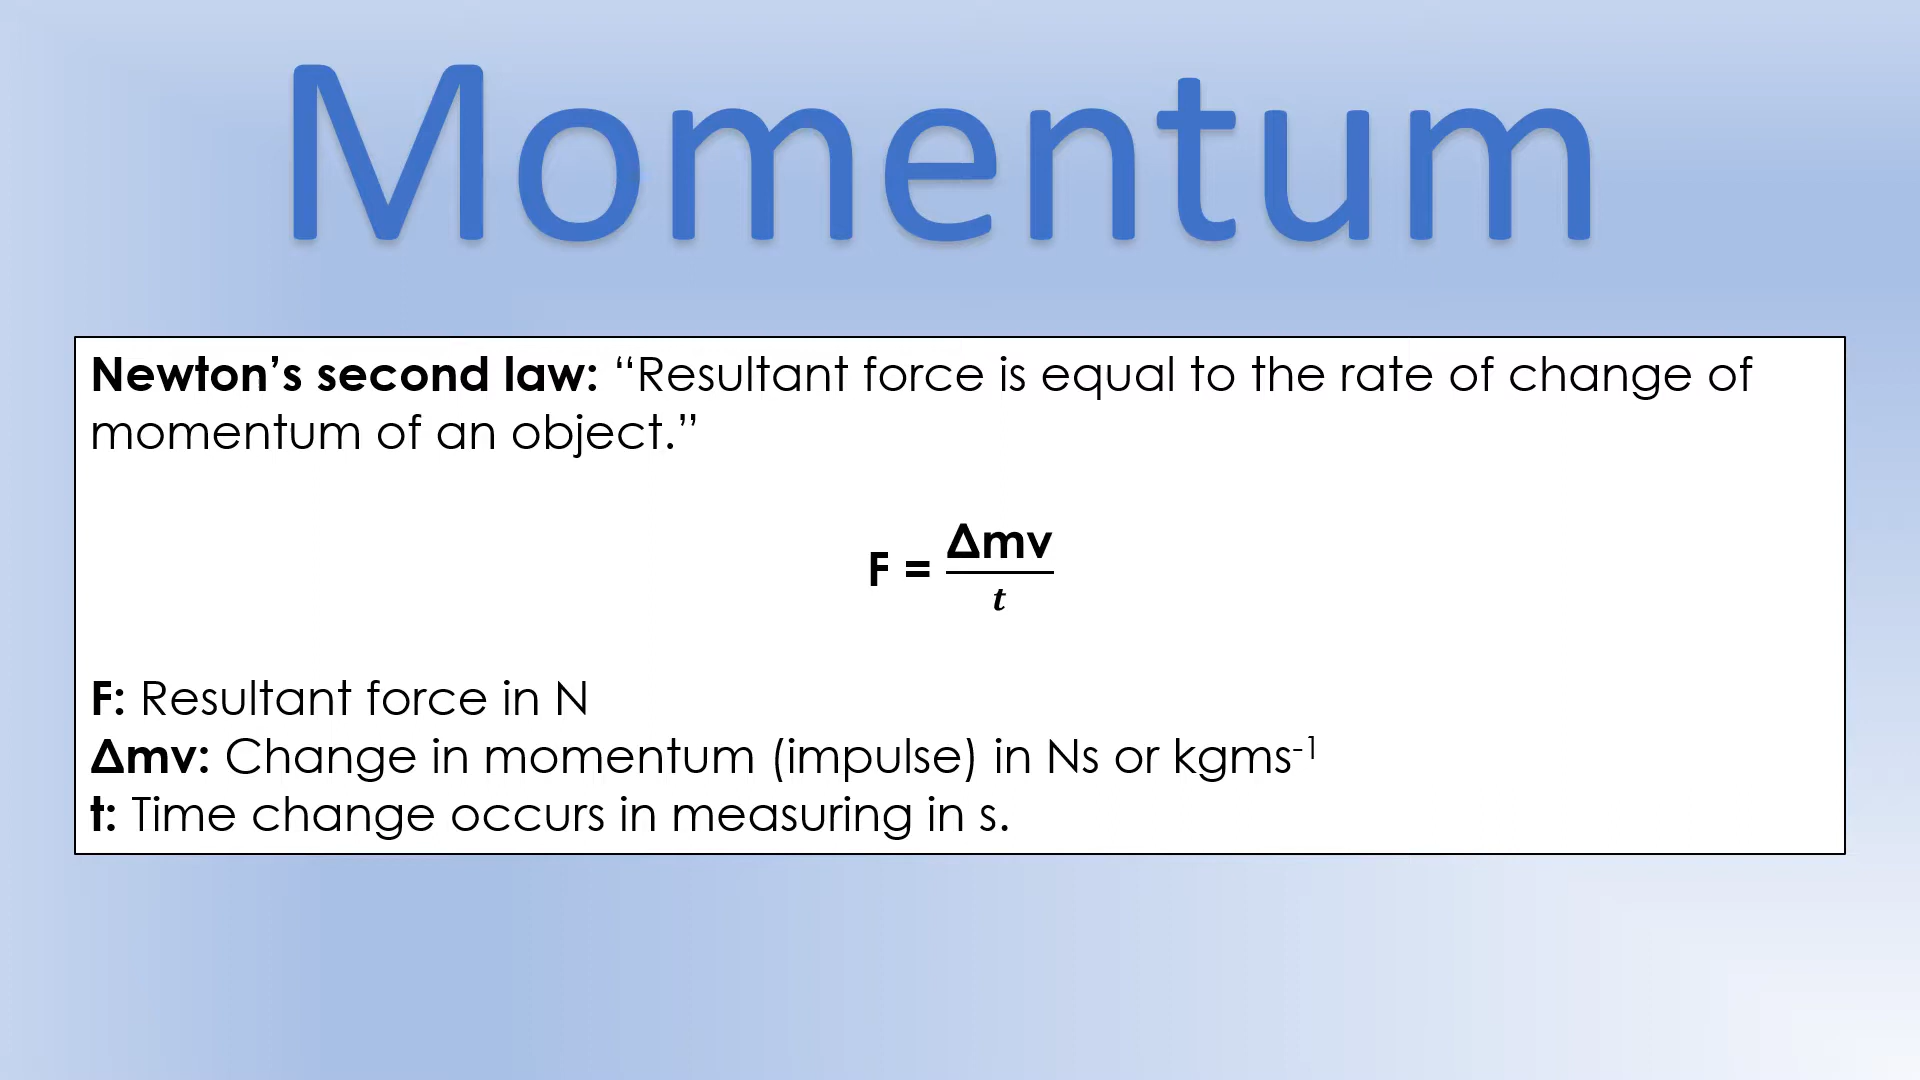 Momentum
Newton’s second law: “Resultant force is equal to the rate of change of
momentum of an object.”
F = Δmv/t
F: Resultant force in N
Δmv: Change in momentum (impulse) in Ns or kgms⁻¹
t: Time change occurs in measuring in s.